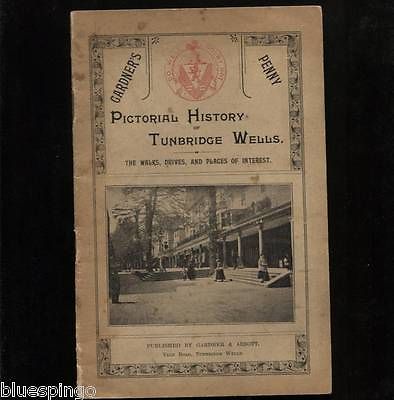 GARDNER'S
PENNY
PICTORIAL HISTORY
OF
TUNBRIDGE WELLS.
THE WALKS, DRIVES, AND PLACES OF INTEREST.
PUBLISHED BY GARDNER & ABBOTT,
VALE ROAD, TUNBRIDGE WELLS
bluespingo